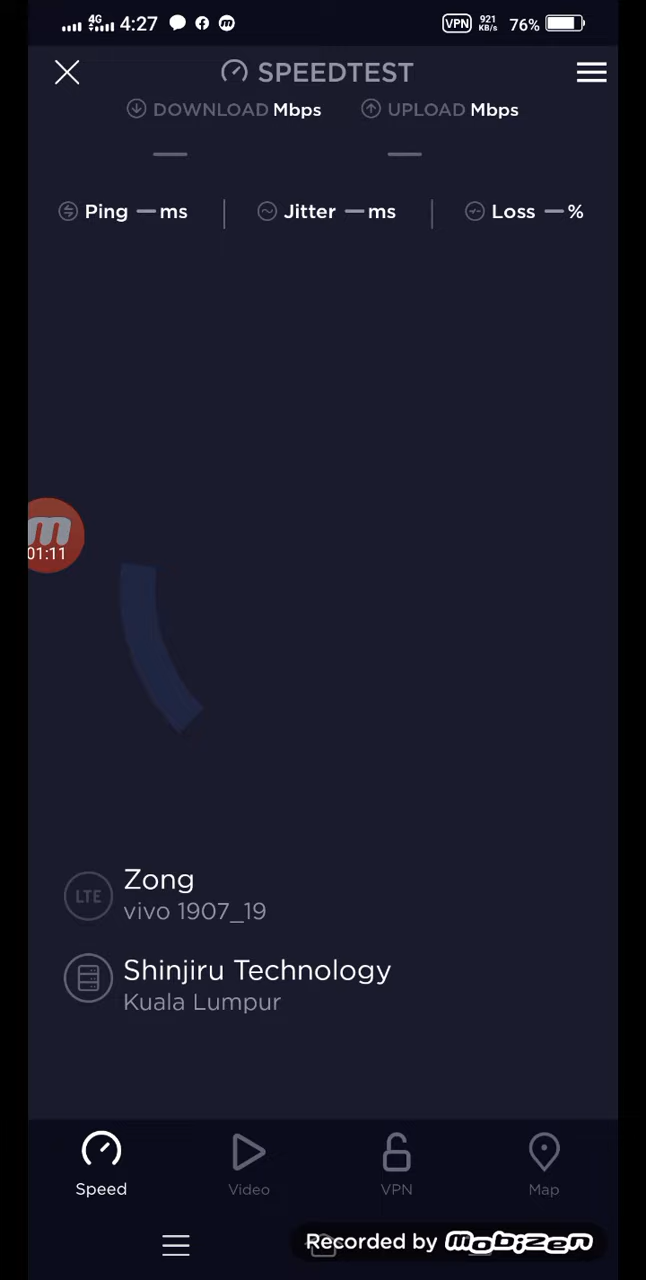 4G 4:27 VPN 921 KB/s 76%
SPEEDTEST
DOWNLOAD Mbps UPLOAD Mbps
Ping — ms Jitter — ms Loss — %
m
01:11
LTE Zong
vivo 1907_19
Shinjiru Technology
Kuala Lumpur
Speed Video VPN Map
Recorded by mobizen